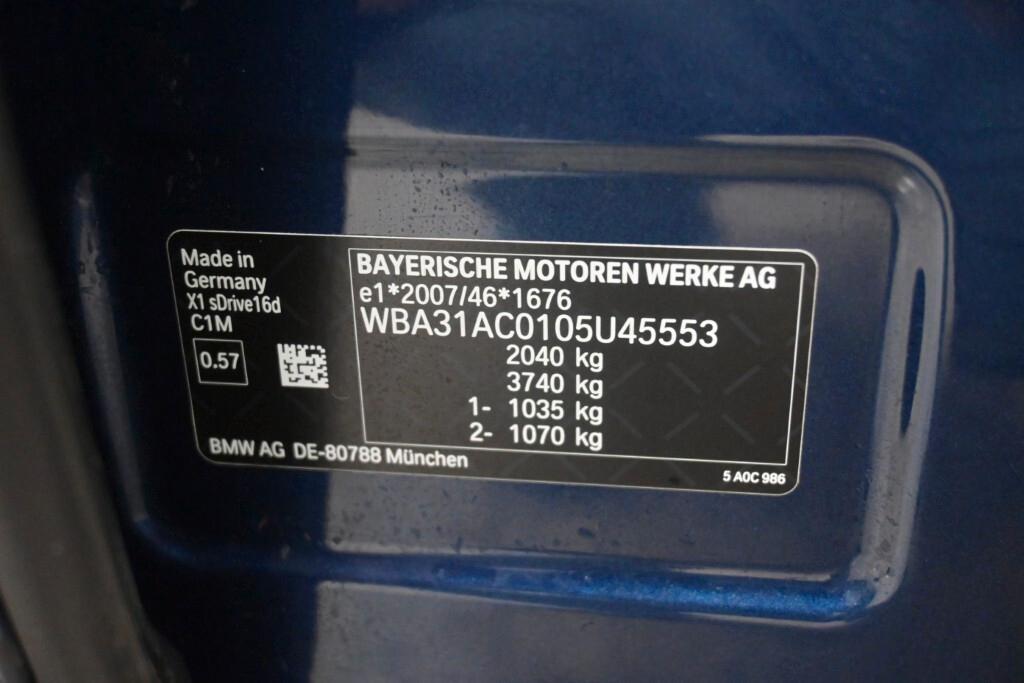 Made in
Germany
X1 sDrive16d
C1M
0.57
BAYERISCHE MOTOREN WERKE AG
e1*2007/46*1676
WBA31AC0105U45553
2040 kg
3740 kg
1- 1035 kg
2- 1070 kg
BMW AG DE-80788 München
5 A0C 986